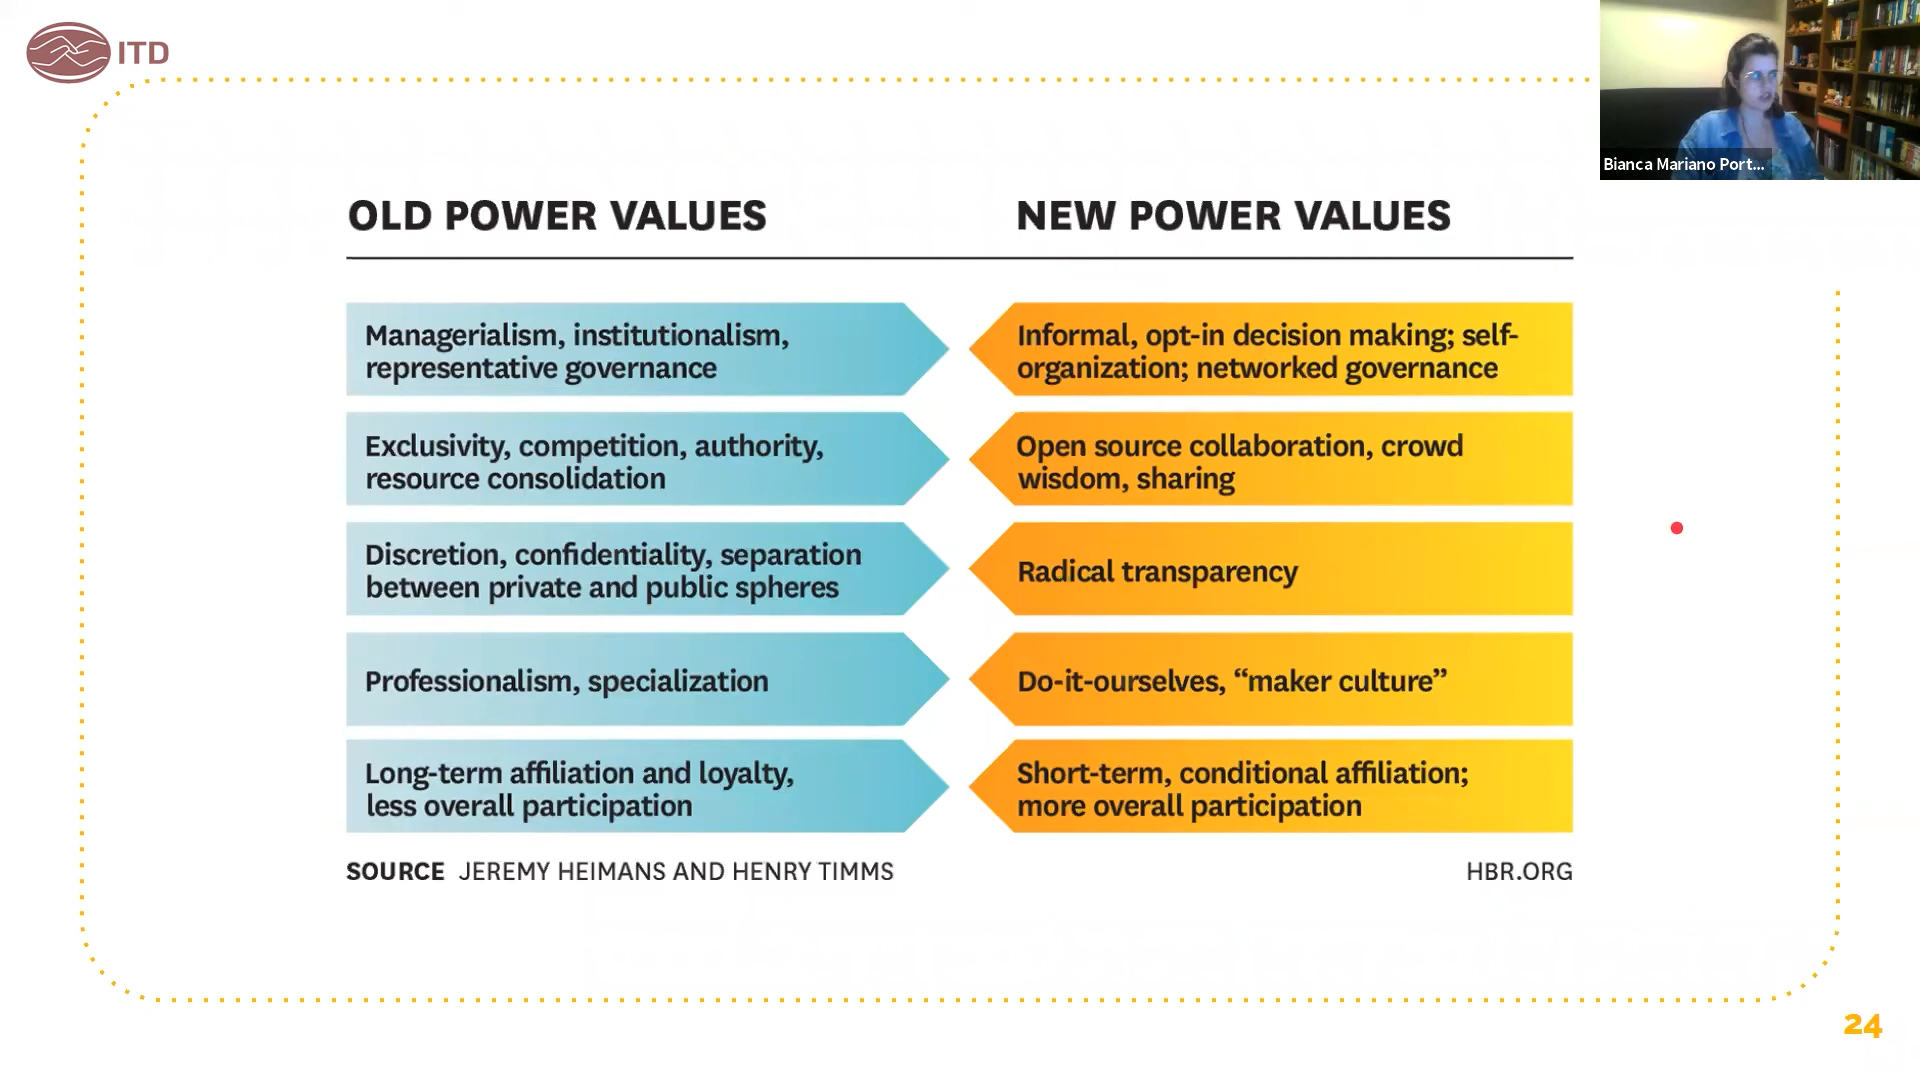 ITD
Bianca Mariano Port...
OLD POWER VALUES
NEW POWER VALUES
Managerialism, institutionalism,
representative governance
Informal, opt-in decision making; self-
organization; networked governance
Exclusivity, competition, authority,
resource consolidation
Open source collaboration, crowd
wisdom, sharing
Discretion, confidentiality, separation
between private and public spheres
Radical transparency
Professionalism, specialization
Do-it-ourselves, “maker culture”
Long-term affiliation and loyalty,
less overall participation
Short-term, conditional affiliation;
more overall participation
SOURCE JEREMY HEIMANS AND HENRY TIMMS
HBR.ORG
24